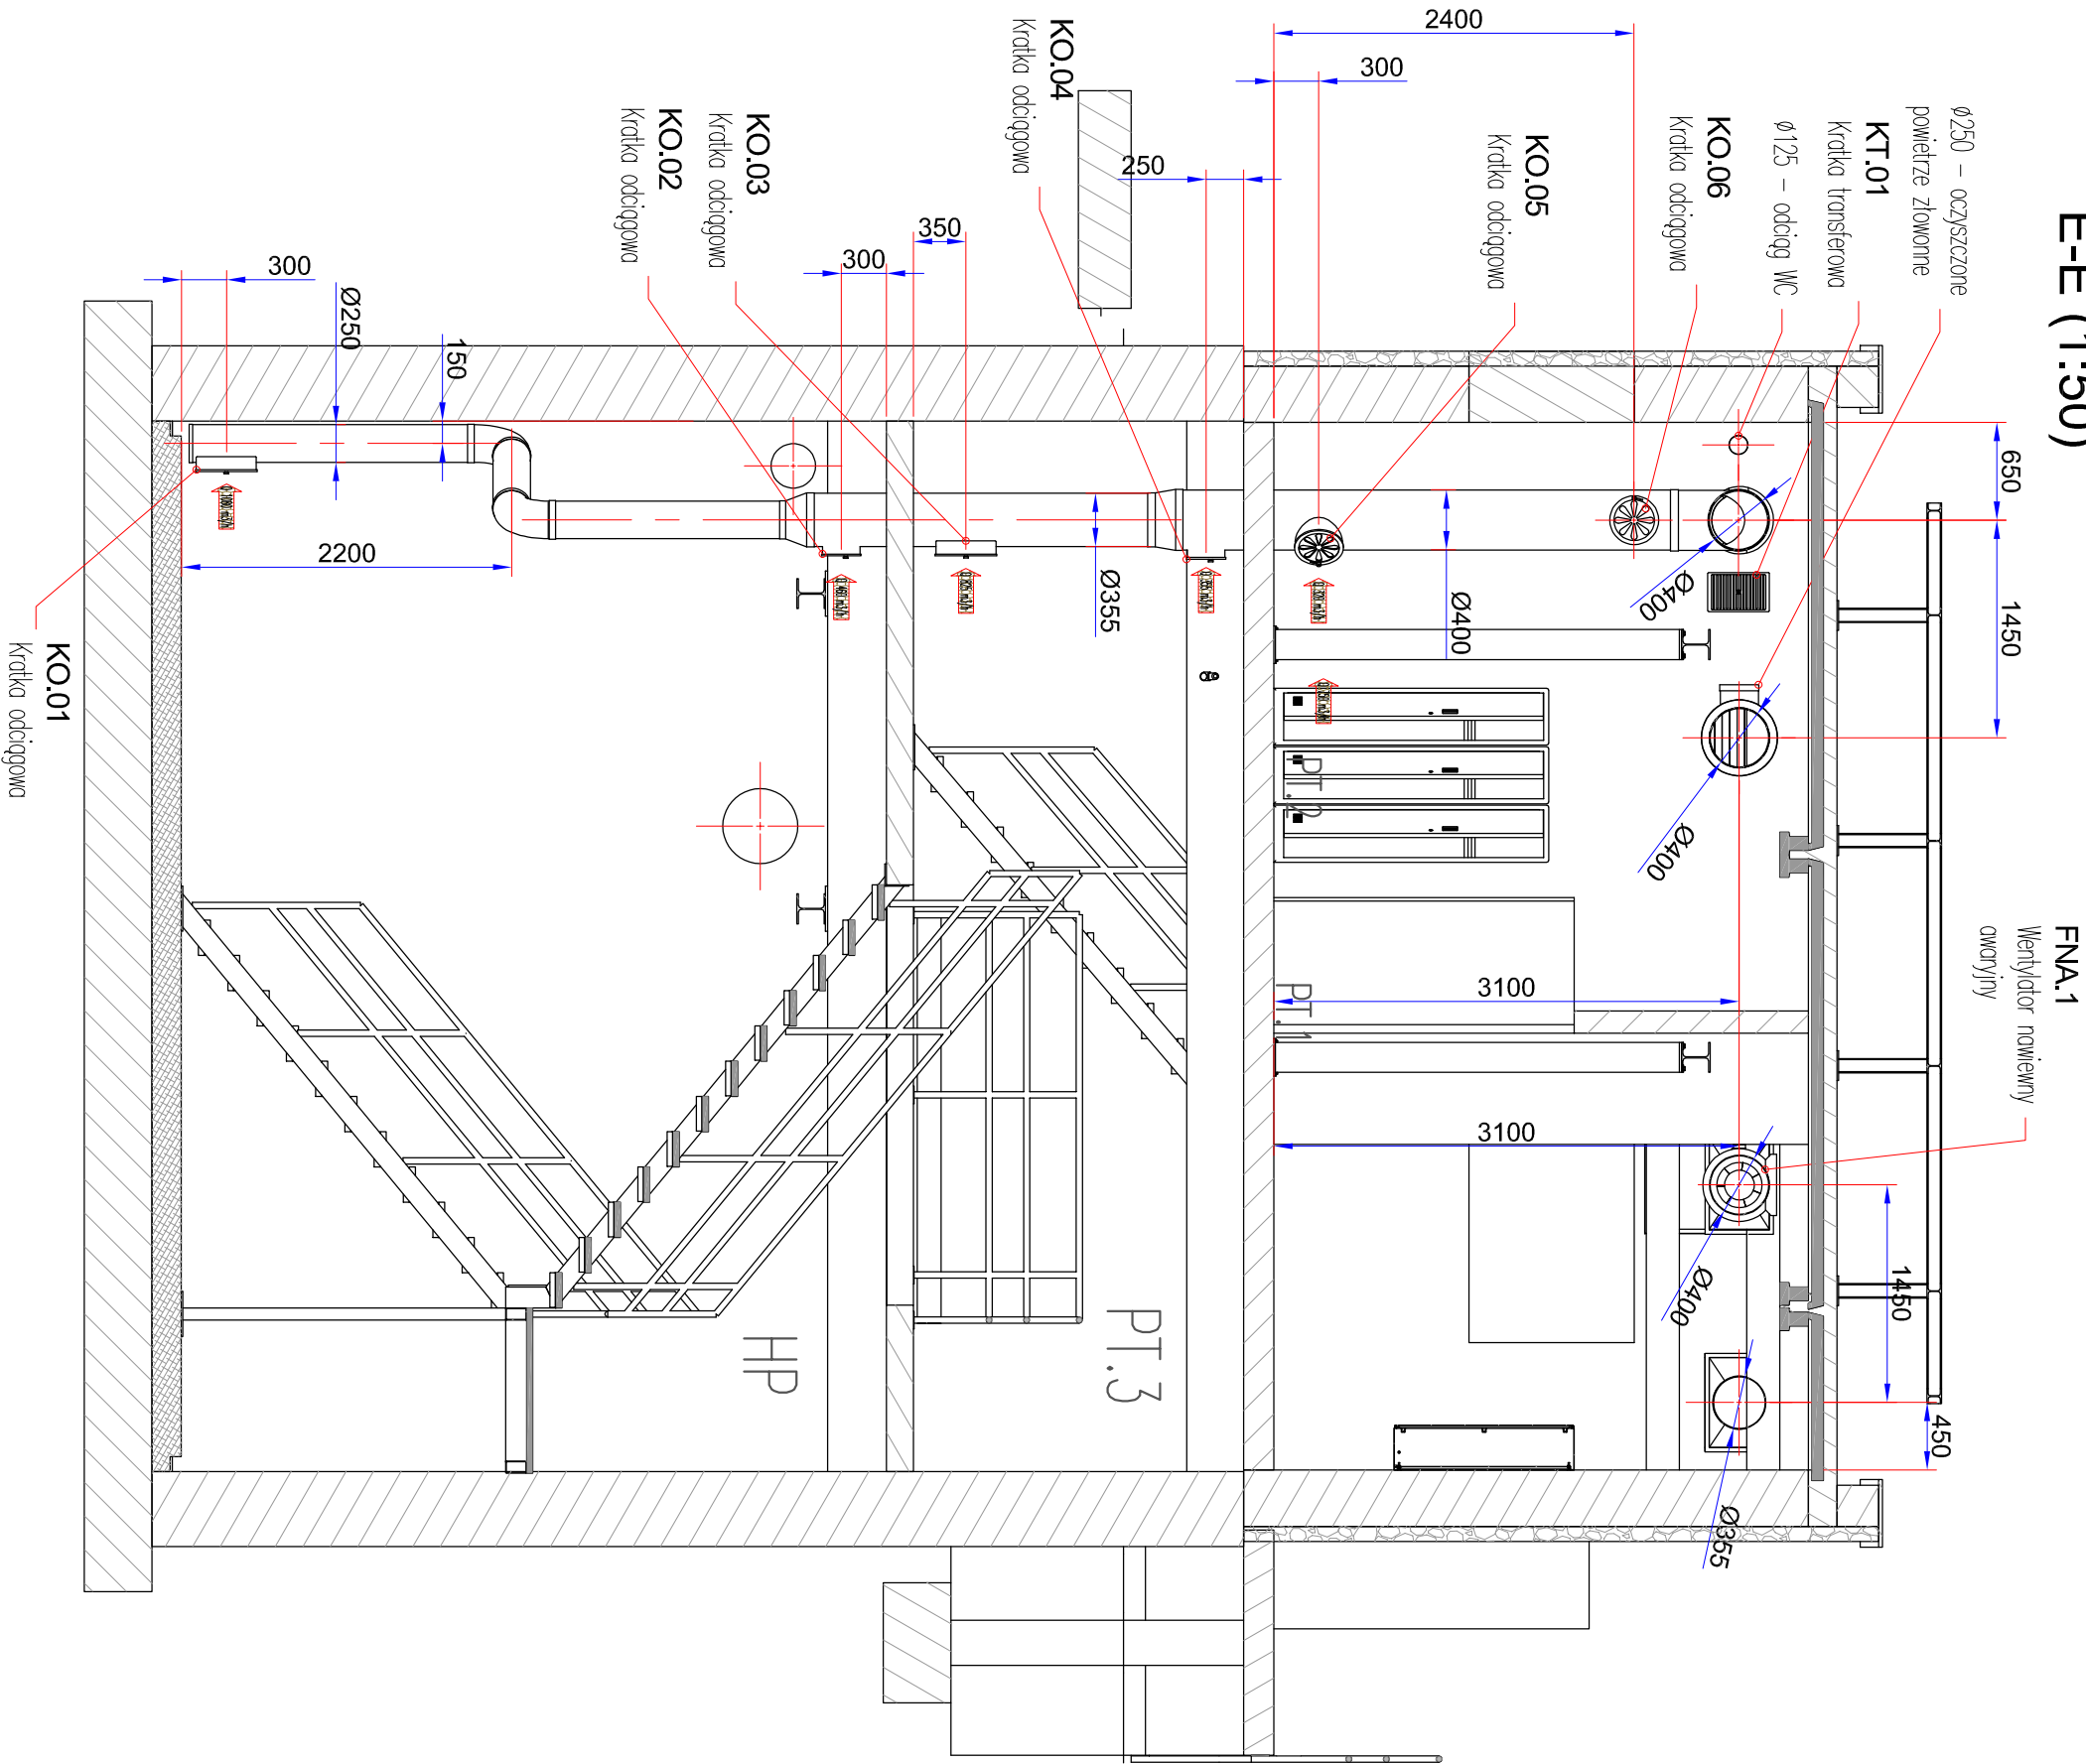 E-E (1:50)
Ø250 - oczyszczone
powietrze złowonne
KT.01
Kratka transferowa
Ø125 - odciąg WC
KO.06
Kratka odciągowa
KO.05
Kratka odciągowa
KO.04
Kratka odciągowa
KO.03
Kratka odciągowa
KO.02
Kratka odciągowa
KO.01
Kratka odciągowa
FNA.1
Wentylator nawiewny
awaryjny
2400
300
250
350
300
300
Ø250
150
2200
Ø355
Ø400
Ø400
Ø400
650
1450
3100
3100
Ø400
1450
450
Ø355
PT.2
PT.1
PT.3
HP